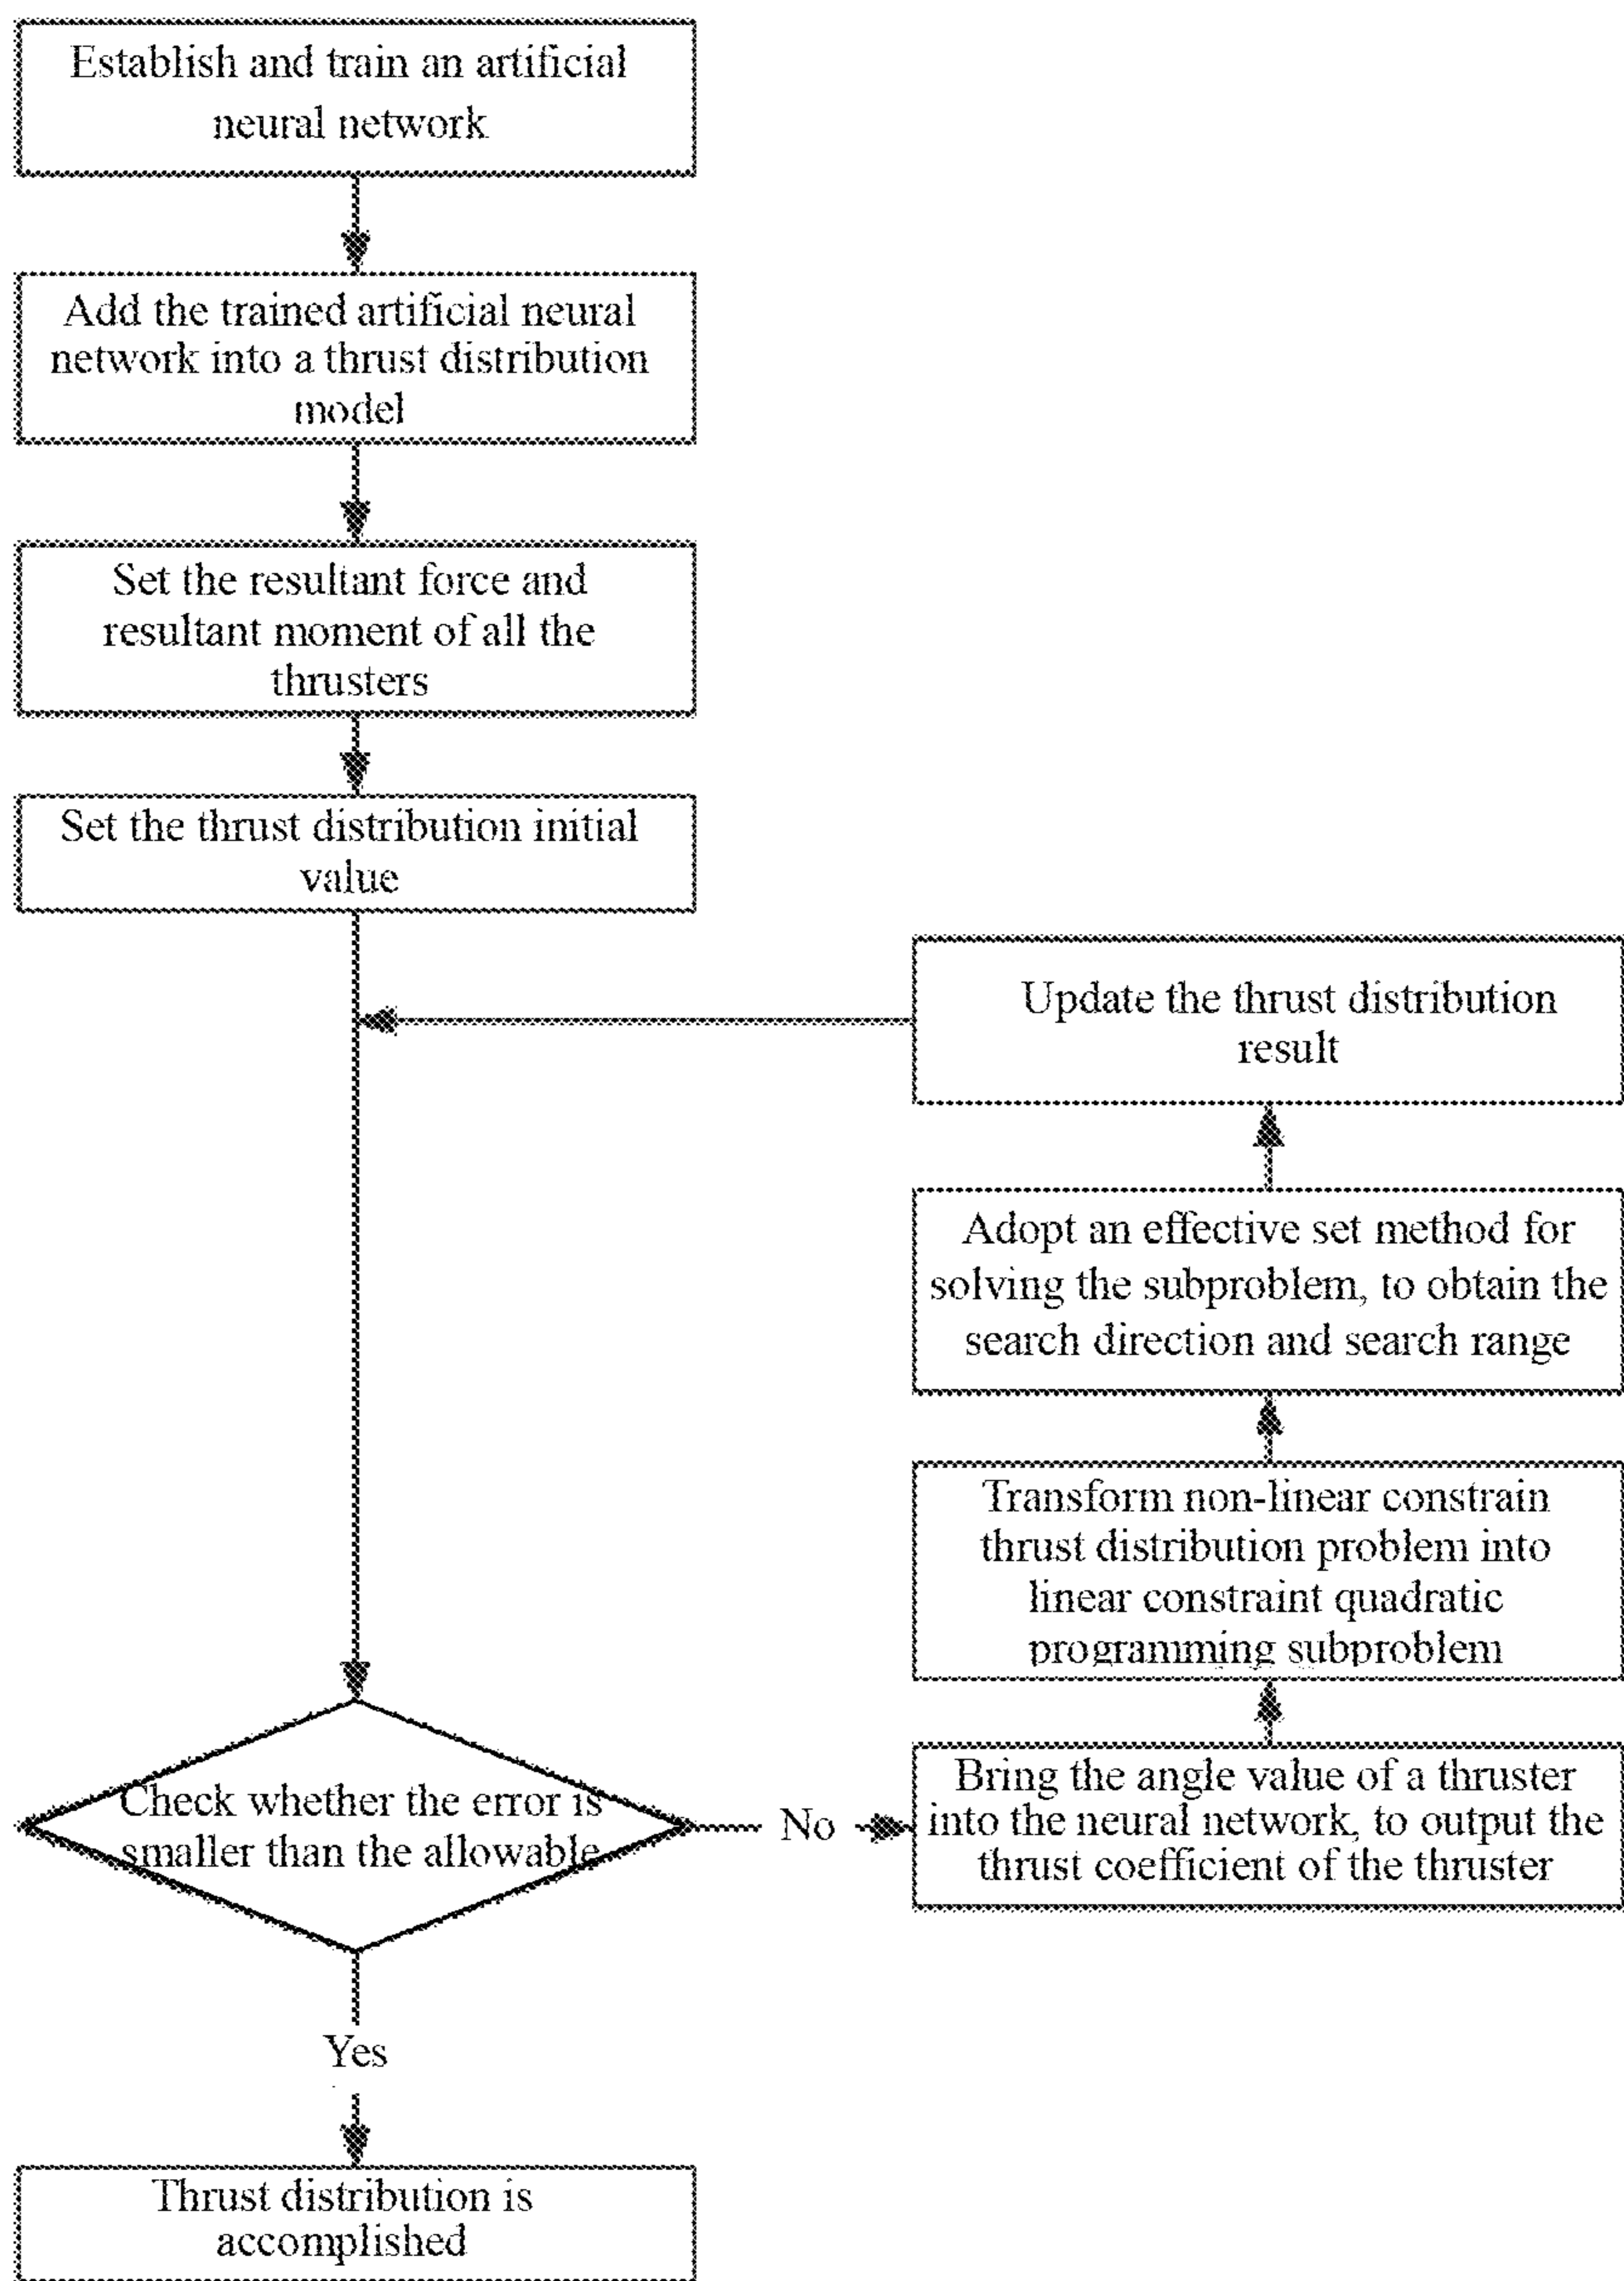 Establish and train an artificial
neural network
Add the trained artificial neural
network into a thrust distribution
model
Set the resultant force and
resultant moment of all the
thrusters
Set the thrust distribution initial
value
Update the thrust distribution
result
Adopt an effective set method for
solving the subproblem, to obtain the
search direction and search range
Transform non-linear constrain
thrust distribution problem into
linear constraint quadratic
programming subproblem
Check whether the error is
smaller than the allowable
No
Bring the angle value of a thruster
into the neural network, to output the
thrust coefficient of the thruster
Yes
Thrust distribution is
accomplished